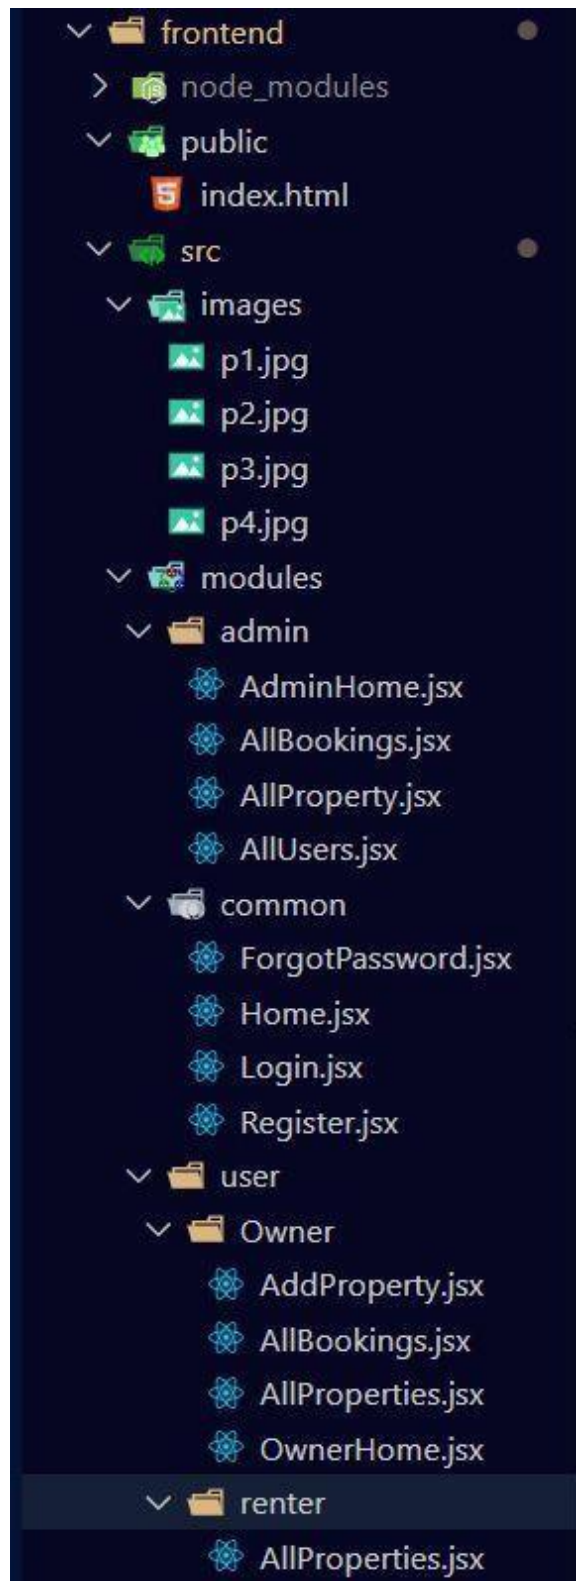 frontend
node_modules
public
index.html
src
images
p1.jpg
p2.jpg
p3.jpg
p4.jpg
modules
admin
AdminHome.jsx
AllBookings.jsx
AllProperty.jsx
AllUsers.jsx
common
ForgotPassword.jsx
Home.jsx
Login.jsx
Register.jsx
user
Owner
AddProperty.jsx
AllBookings.jsx
AllProperties.jsx
OwnerHome.jsx
renter
AllProperties.jsx